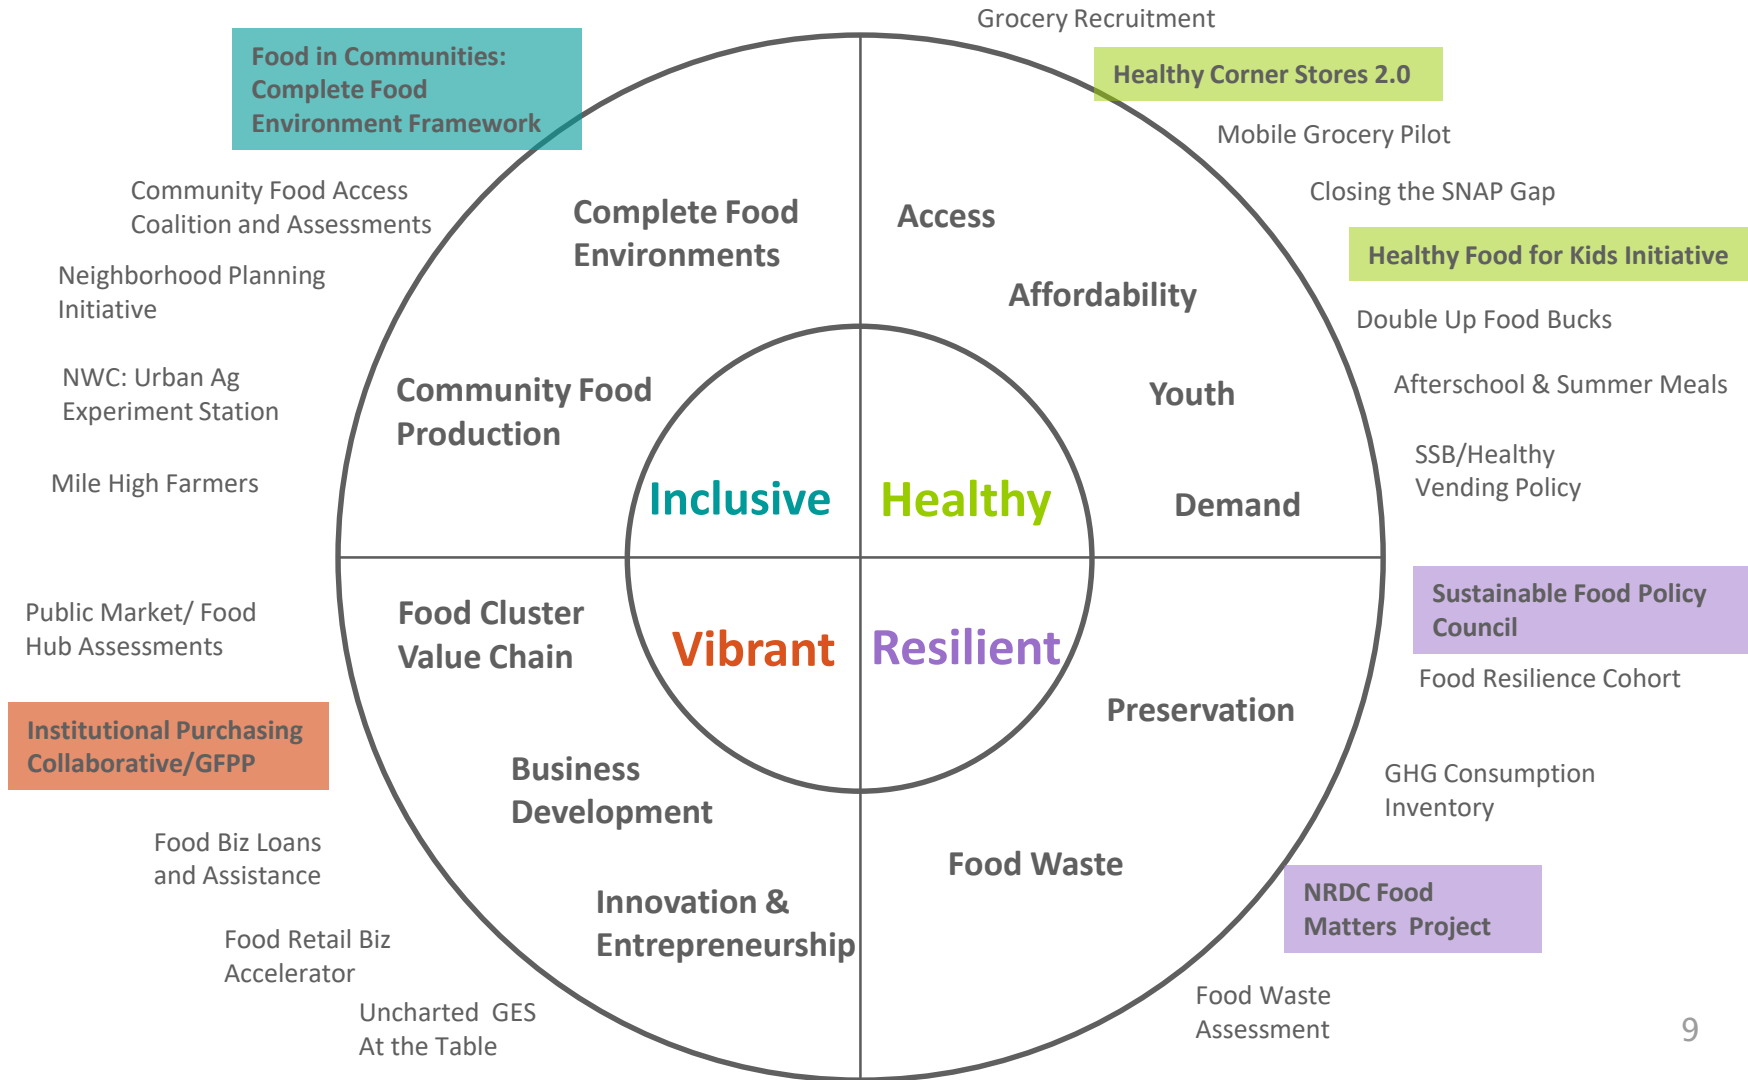 Grocery Recruitment
Food in Communities:
Complete Food
Environment Framework
Healthy Corner Stores 2.0
Mobile Grocery Pilot
Community Food Access
Coalition and Assessments
Closing the SNAP Gap
Complete Food
Environments
Access
Healthy Food for Kids Initiative
Neighborhood Planning
Initiative
Affordability
Double Up Food Bucks
NWC: Urban Ag
Experiment Station
Community Food
Production
Youth
Afterschool & Summer Meals
SSB/Healthy
Vending Policy
Mile High Farmers
Inclusive
Healthy
Demand
Public Market/ Food
Hub Assessments
Food Cluster
Value Chain
Vibrant
Resilient
Sustainable Food Policy
Council
Food Resilience Cohort
Institutional Purchasing
Collaborative/GFPP
Preservation
Business
Development
GHG Consumption
Inventory
Food Biz Loans
and Assistance
Food Waste
NRDC Food
Matters  Project
Innovation &
Entrepreneurship
Food Retail Biz
Accelerator
Uncharted  GES
At the Table
Food Waste
Assessment
9